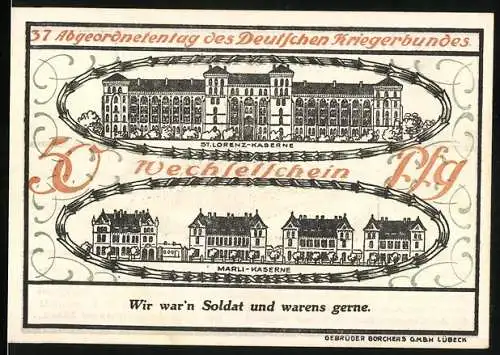 37 Abgeordnetentag des Deutschen Kriegerbundes.
ST. LORENZ-KASERNE
50 Wechselschein Pfg
MARLI-KASERNE
Wir war'n Soldat und warens gerne.
GEBRÜDER BORCHERS G.M.B.H LÜBECK